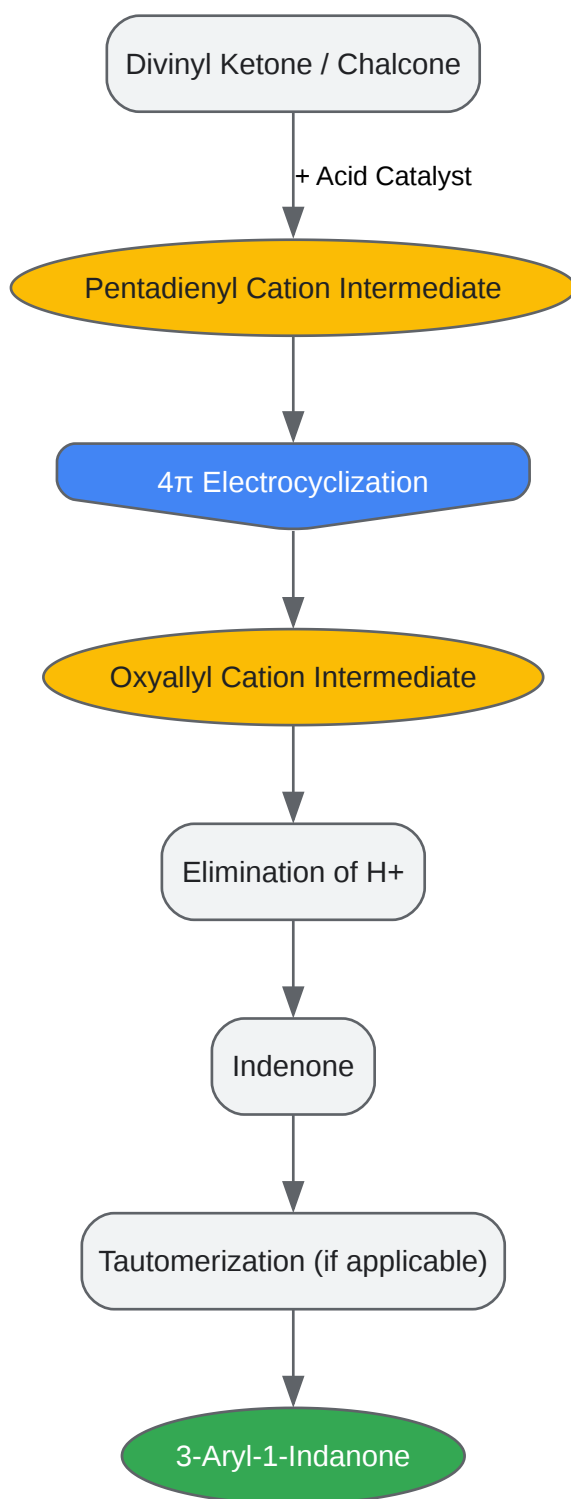 Divinyl Ketone / Chalcone
+ Acid Catalyst
Pentadienyl Cation Intermediate
4π Electrocyclization
Oxyallyl Cation Intermediate
Elimination of H+
Indenone
Tautomerization (if applicable)
3-Aryl-1-Indanone